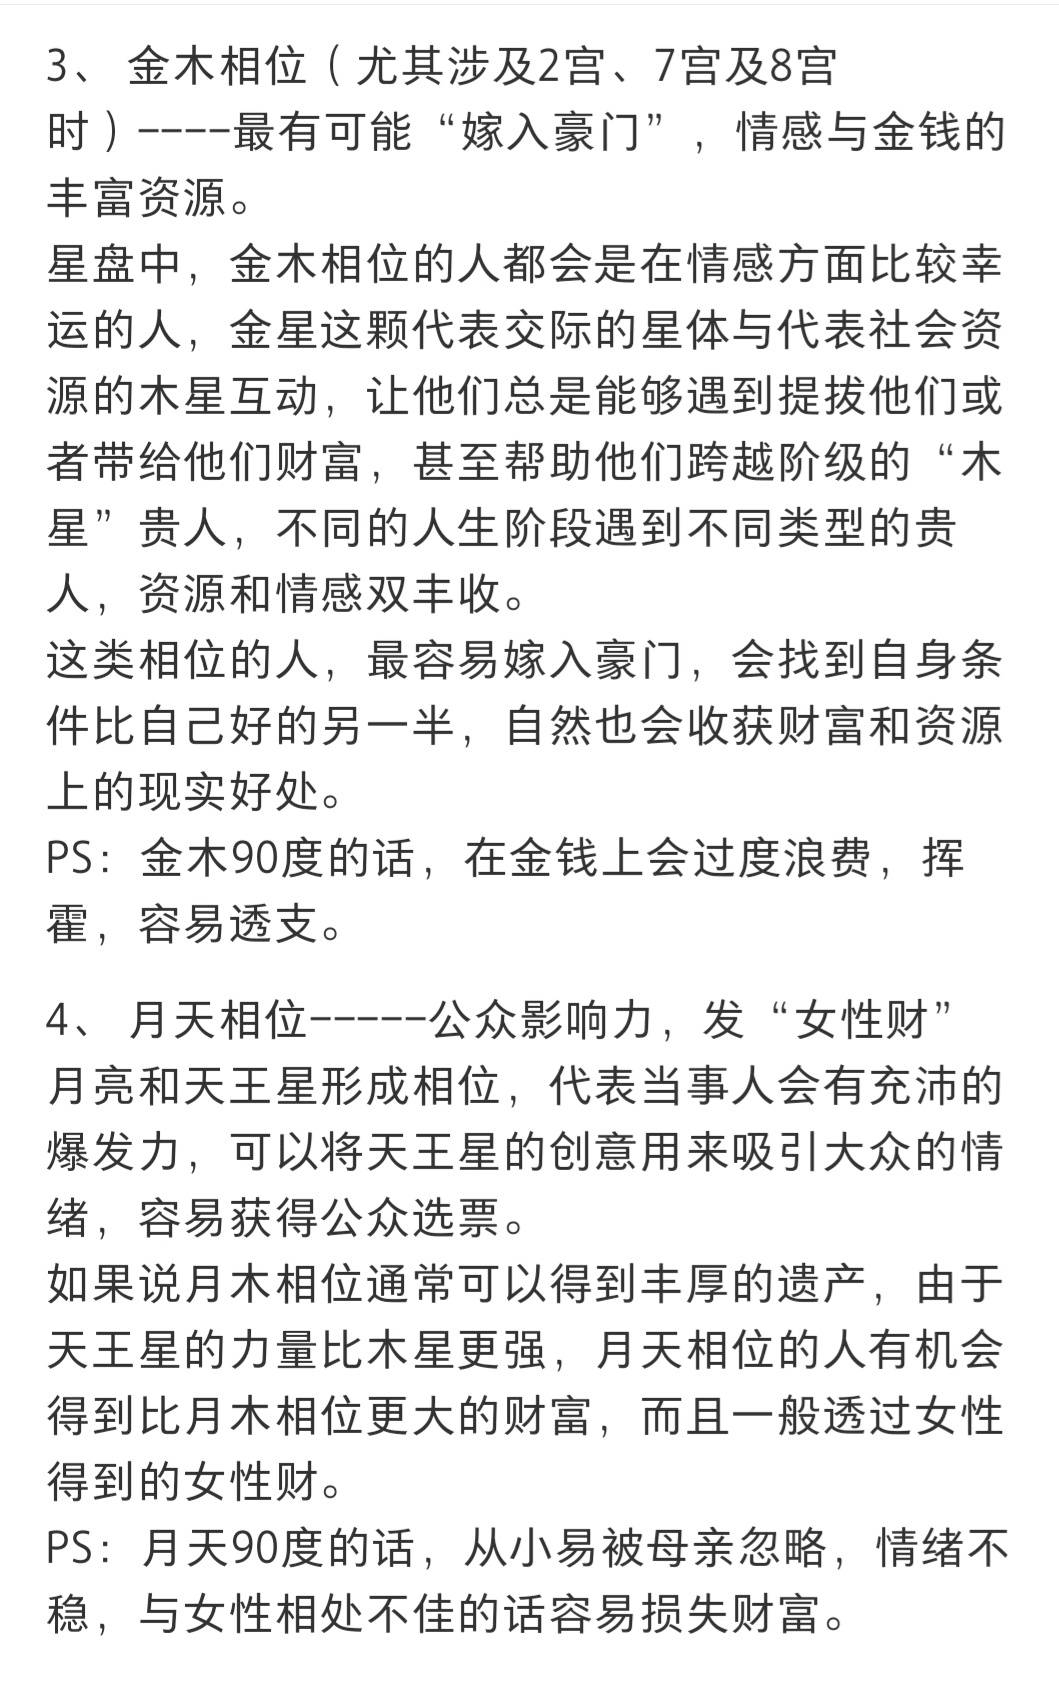 3、 金木相位（尤其涉及2宫、7宫及8宫
时）----最有可能“嫁入豪门”，情感与金钱的
丰富资源。
星盘中，金木相位的人都会是在情感方面比较幸
运的人，金星这颗代表交际的星体与代表社会资
源的木星互动，让他们总是能够遇到提拔他们或
者带给他们财富，甚至帮助他们跨越阶级的“木
星”贵人，不同的人生阶段遇到不同类型的贵
人，资源和情感双丰收。
这类相位的人，最容易嫁入豪门，会找到自身条
件比自己好的另一半，自然也会收获财富和资源
上的现实好处。
PS：金木90度的话，在金钱上会过度浪费，挥
霍，容易透支。
4、 月天相位-----公众影响力，发“女性财”
月亮和天王星形成相位，代表当事人会有充沛的
爆发力，可以将天王星的创意用来吸引大众的情
绪，容易获得公众选票。
如果说月木相位通常可以得到丰厚的遗产，由于
天王星的力量比木星更强，月天相位的人有机会
得到比月木相位更大的财富，而且一般透过女性
得到的女性财。
PS：月天90度的话，从小易被母亲忽略，情绪不
稳，与女性相处不佳的话容易损失财富。